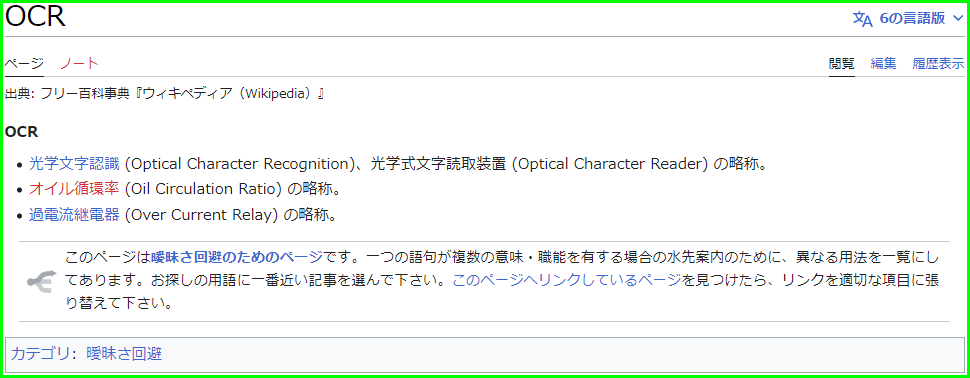 OCR
6の言語版
ページ ノート 閲覧 編集 履歴表示
出典: フリー百科事典『ウィキペディア（Wikipedia）』
OCR
• 光学文字認識 (Optical Character Recognition)、光学式文字読取装置 (Optical Character Reader) の略称。
• オイル循環率 (Oil Circulation Ratio) の略称。
• 過電流継電器 (Over Current Relay) の略称。
このページは曖昧さ回避のためのページです。一つの語句が複数の意味・職能を有する場合の水先案内のために、異なる用法を一覧にし
てあります。お探しの用語に一番近い記事を選んで下さい。このページへリンクしているページを見つけたら、リンクを適切な項目に張
り替えて下さい。
カテゴリ: 曖昧さ回避